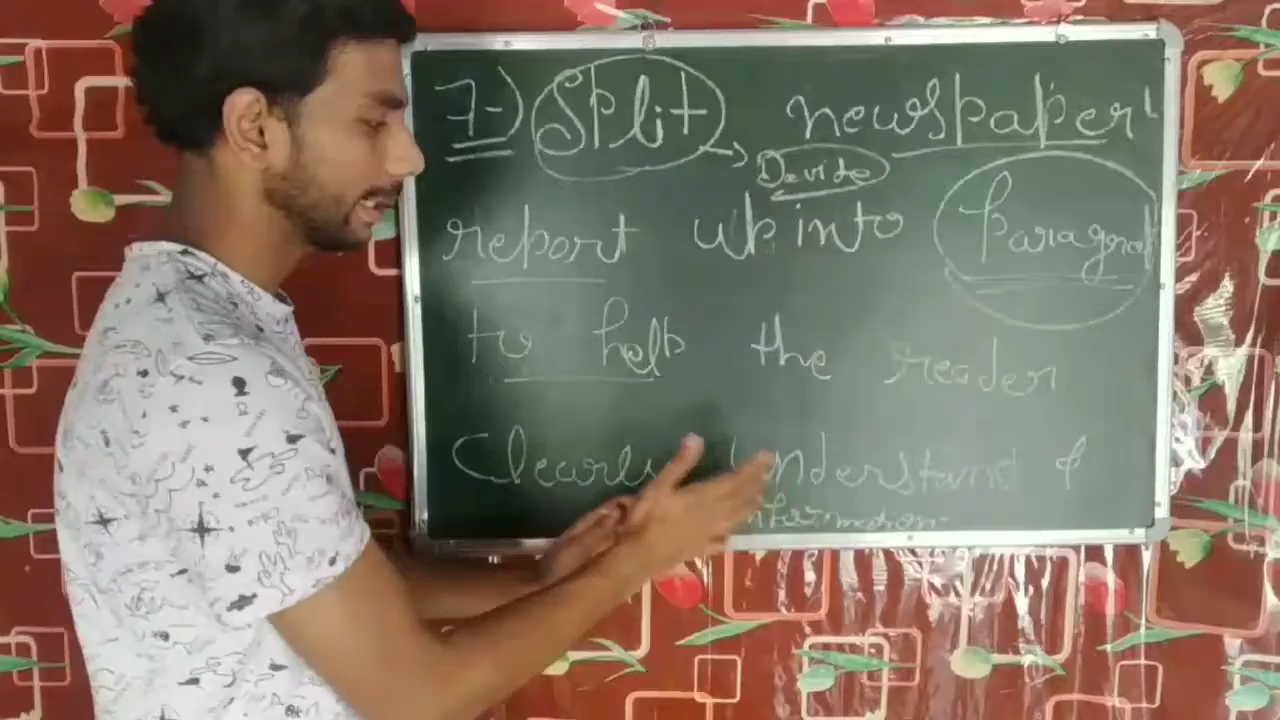 7) Split newspaper
Devide
report up into Paragraph
to help the reader
Clearly Understand &
information